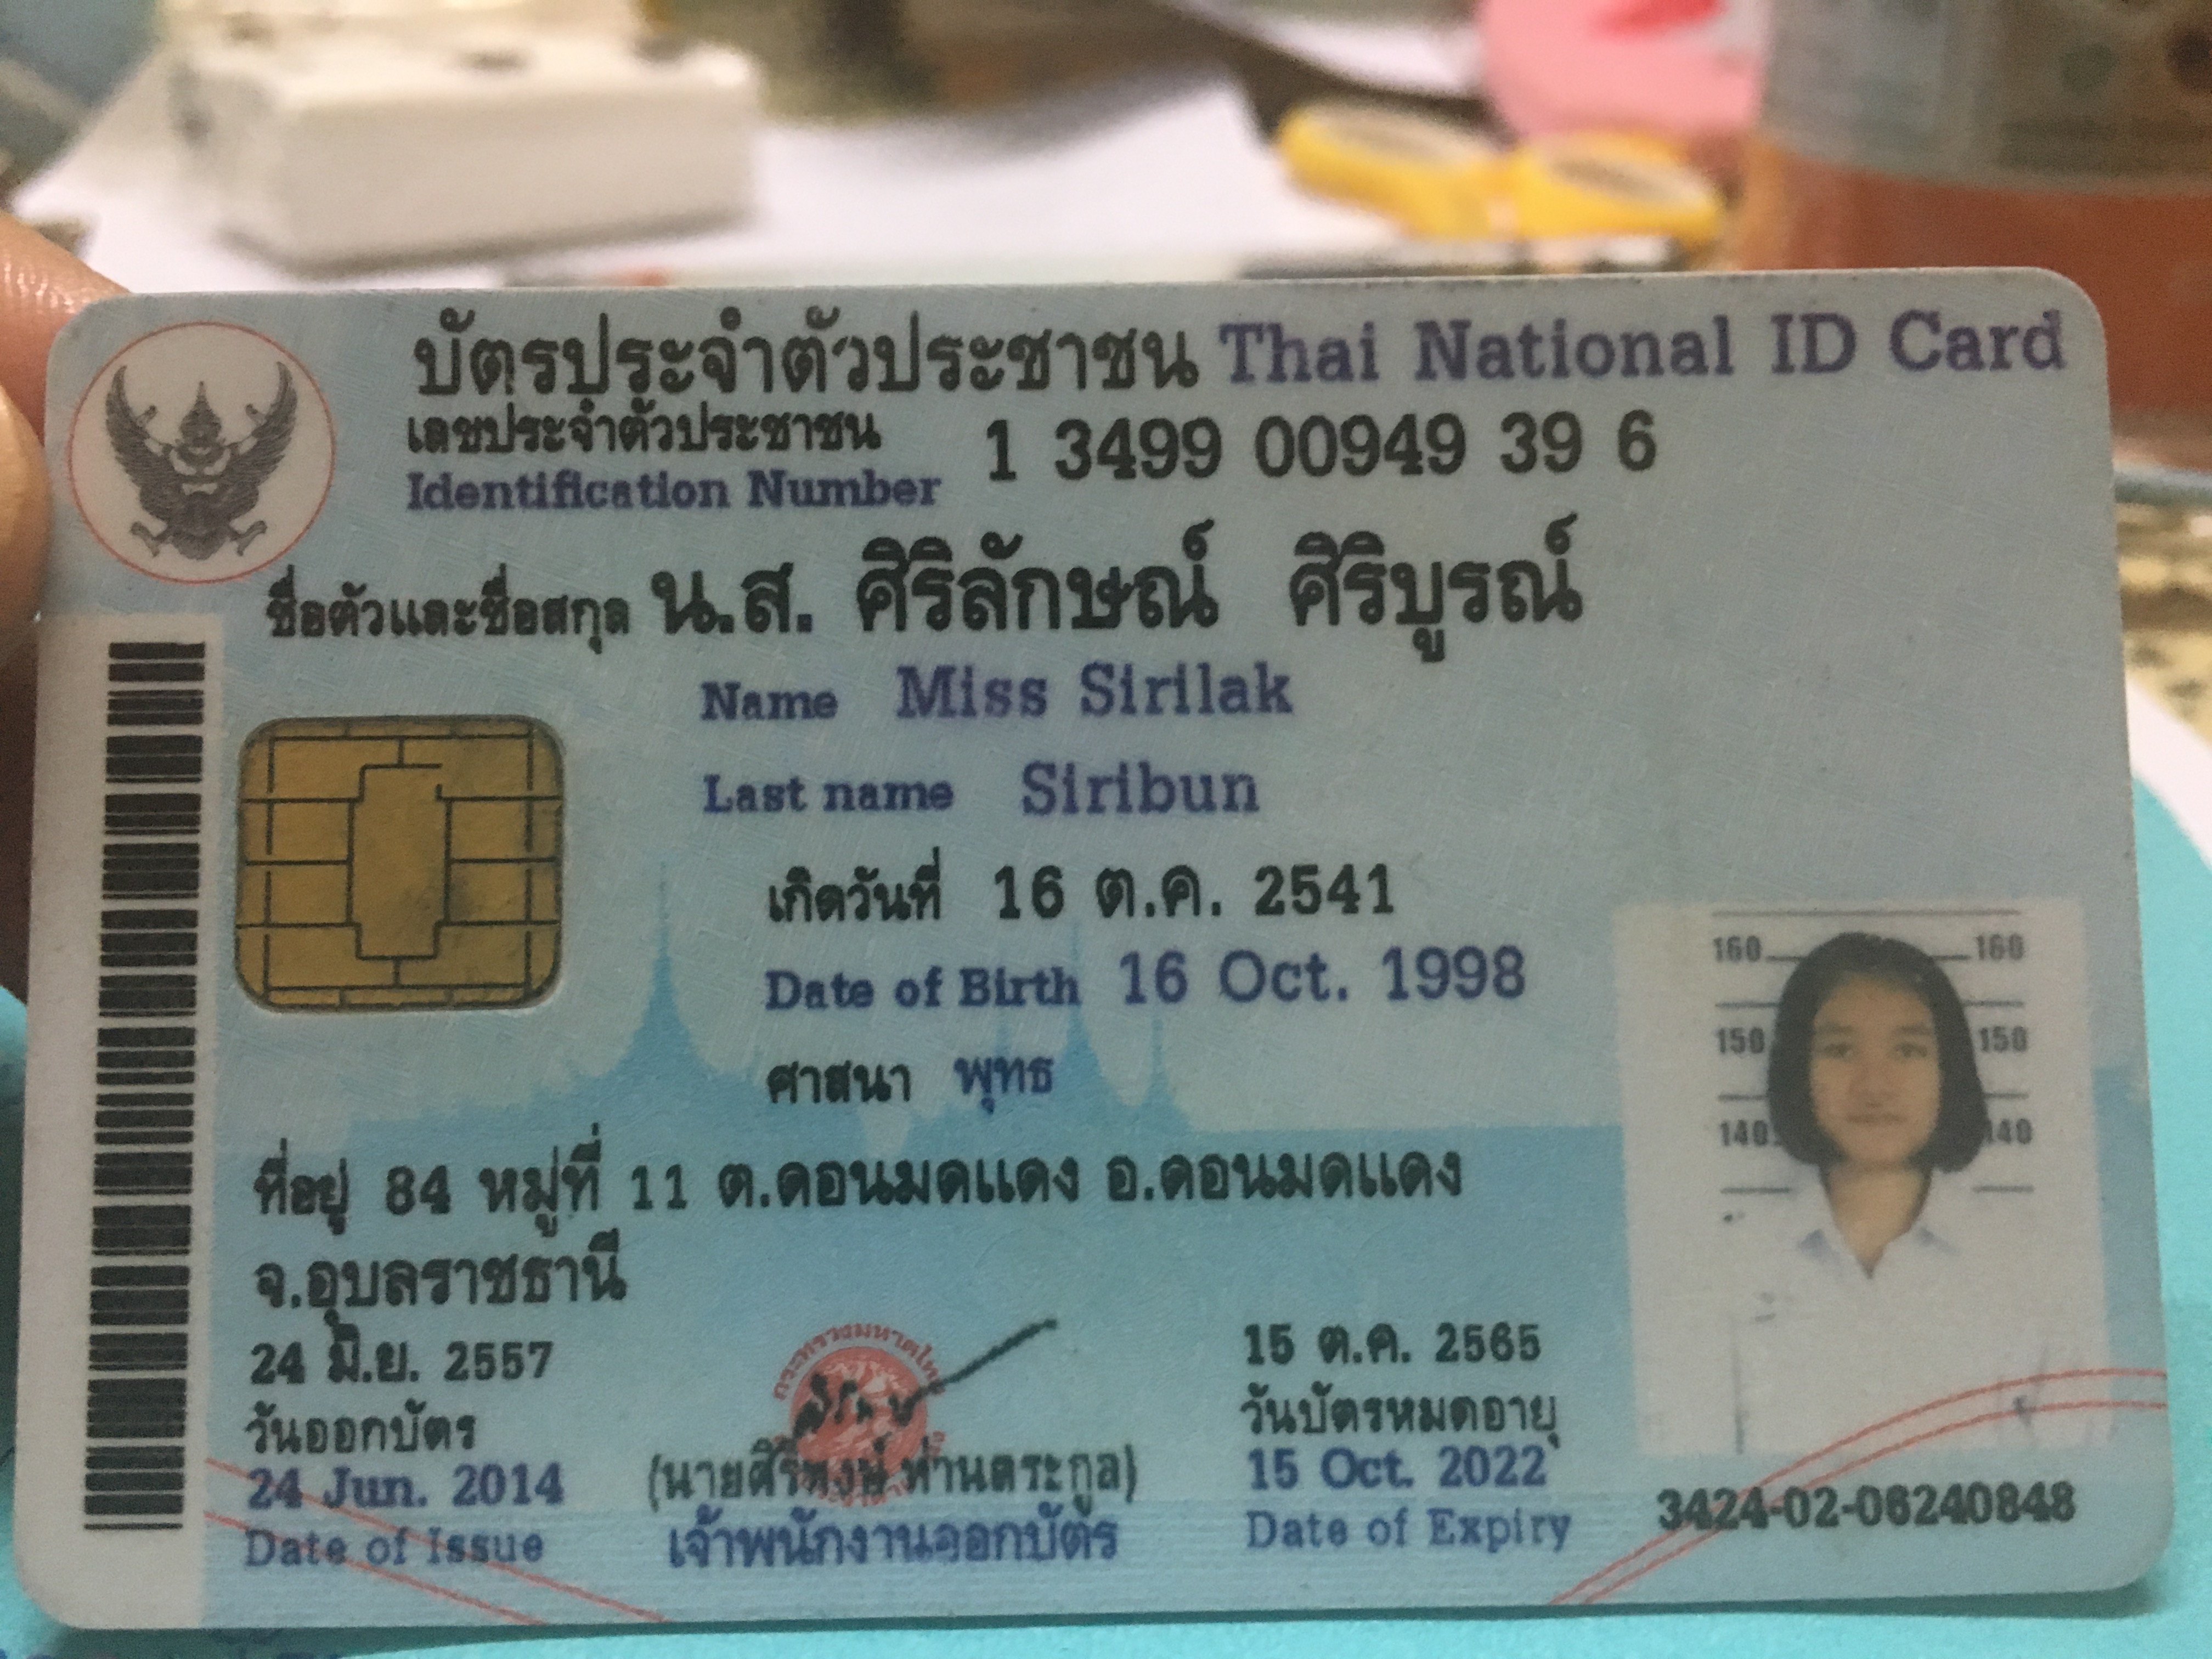 บัตรประจำตัวประชาชน Thai National ID Card
เลขประจำตัวประชาชน
Identification Number 1 3499 00949 39 6
ชื่อตัวและชื่อสกุล น.ส. ศิริลักษณ์ ศิริบูรณ์
Name Miss Sirilak
Last name Siribun
เกิดวันที่ 16 ต.ค. 2541
Date of Birth 16 Oct. 1998
ศาสนา พุทธ
160 160
150 150
140 140
ที่อยู่ 84 หมู่ที่ 11 ต.ดอนมดแดง อ.ดอนมดแดง
จ.อุบลราชธานี
24 มิ.ย. 2557
วันออกบัตร
24 Jun. 2014
Date of Issue
กระทรวงมหาดไทย
เจ้าพนักงานออกบัตร
15 ต.ค. 2565
วันบัตรหมดอายุ
15 Oct. 2022
Date of Expiry
3424-02-06240848